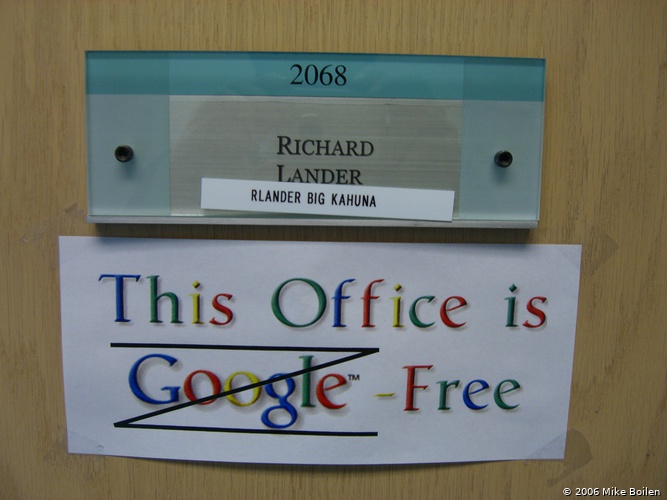 2068
RICHARD
LANDER
RLANDER BIG KAHUNA
This Office is
Google™ -Free
© 2006 Mike Boilen